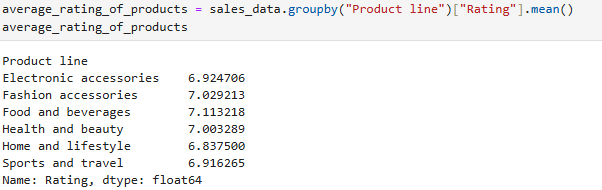 average_rating_of_products = sales_data.groupby("Product line")["Rating"].mean()
average_rating_of_products
Product line
Electronic accessories    6.924706
Fashion accessories       7.029213
Food and beverages        7.113218
Health and beauty         7.003289
Home and lifestyle        6.837500
Sports and travel         6.916265
Name: Rating, dtype: float64